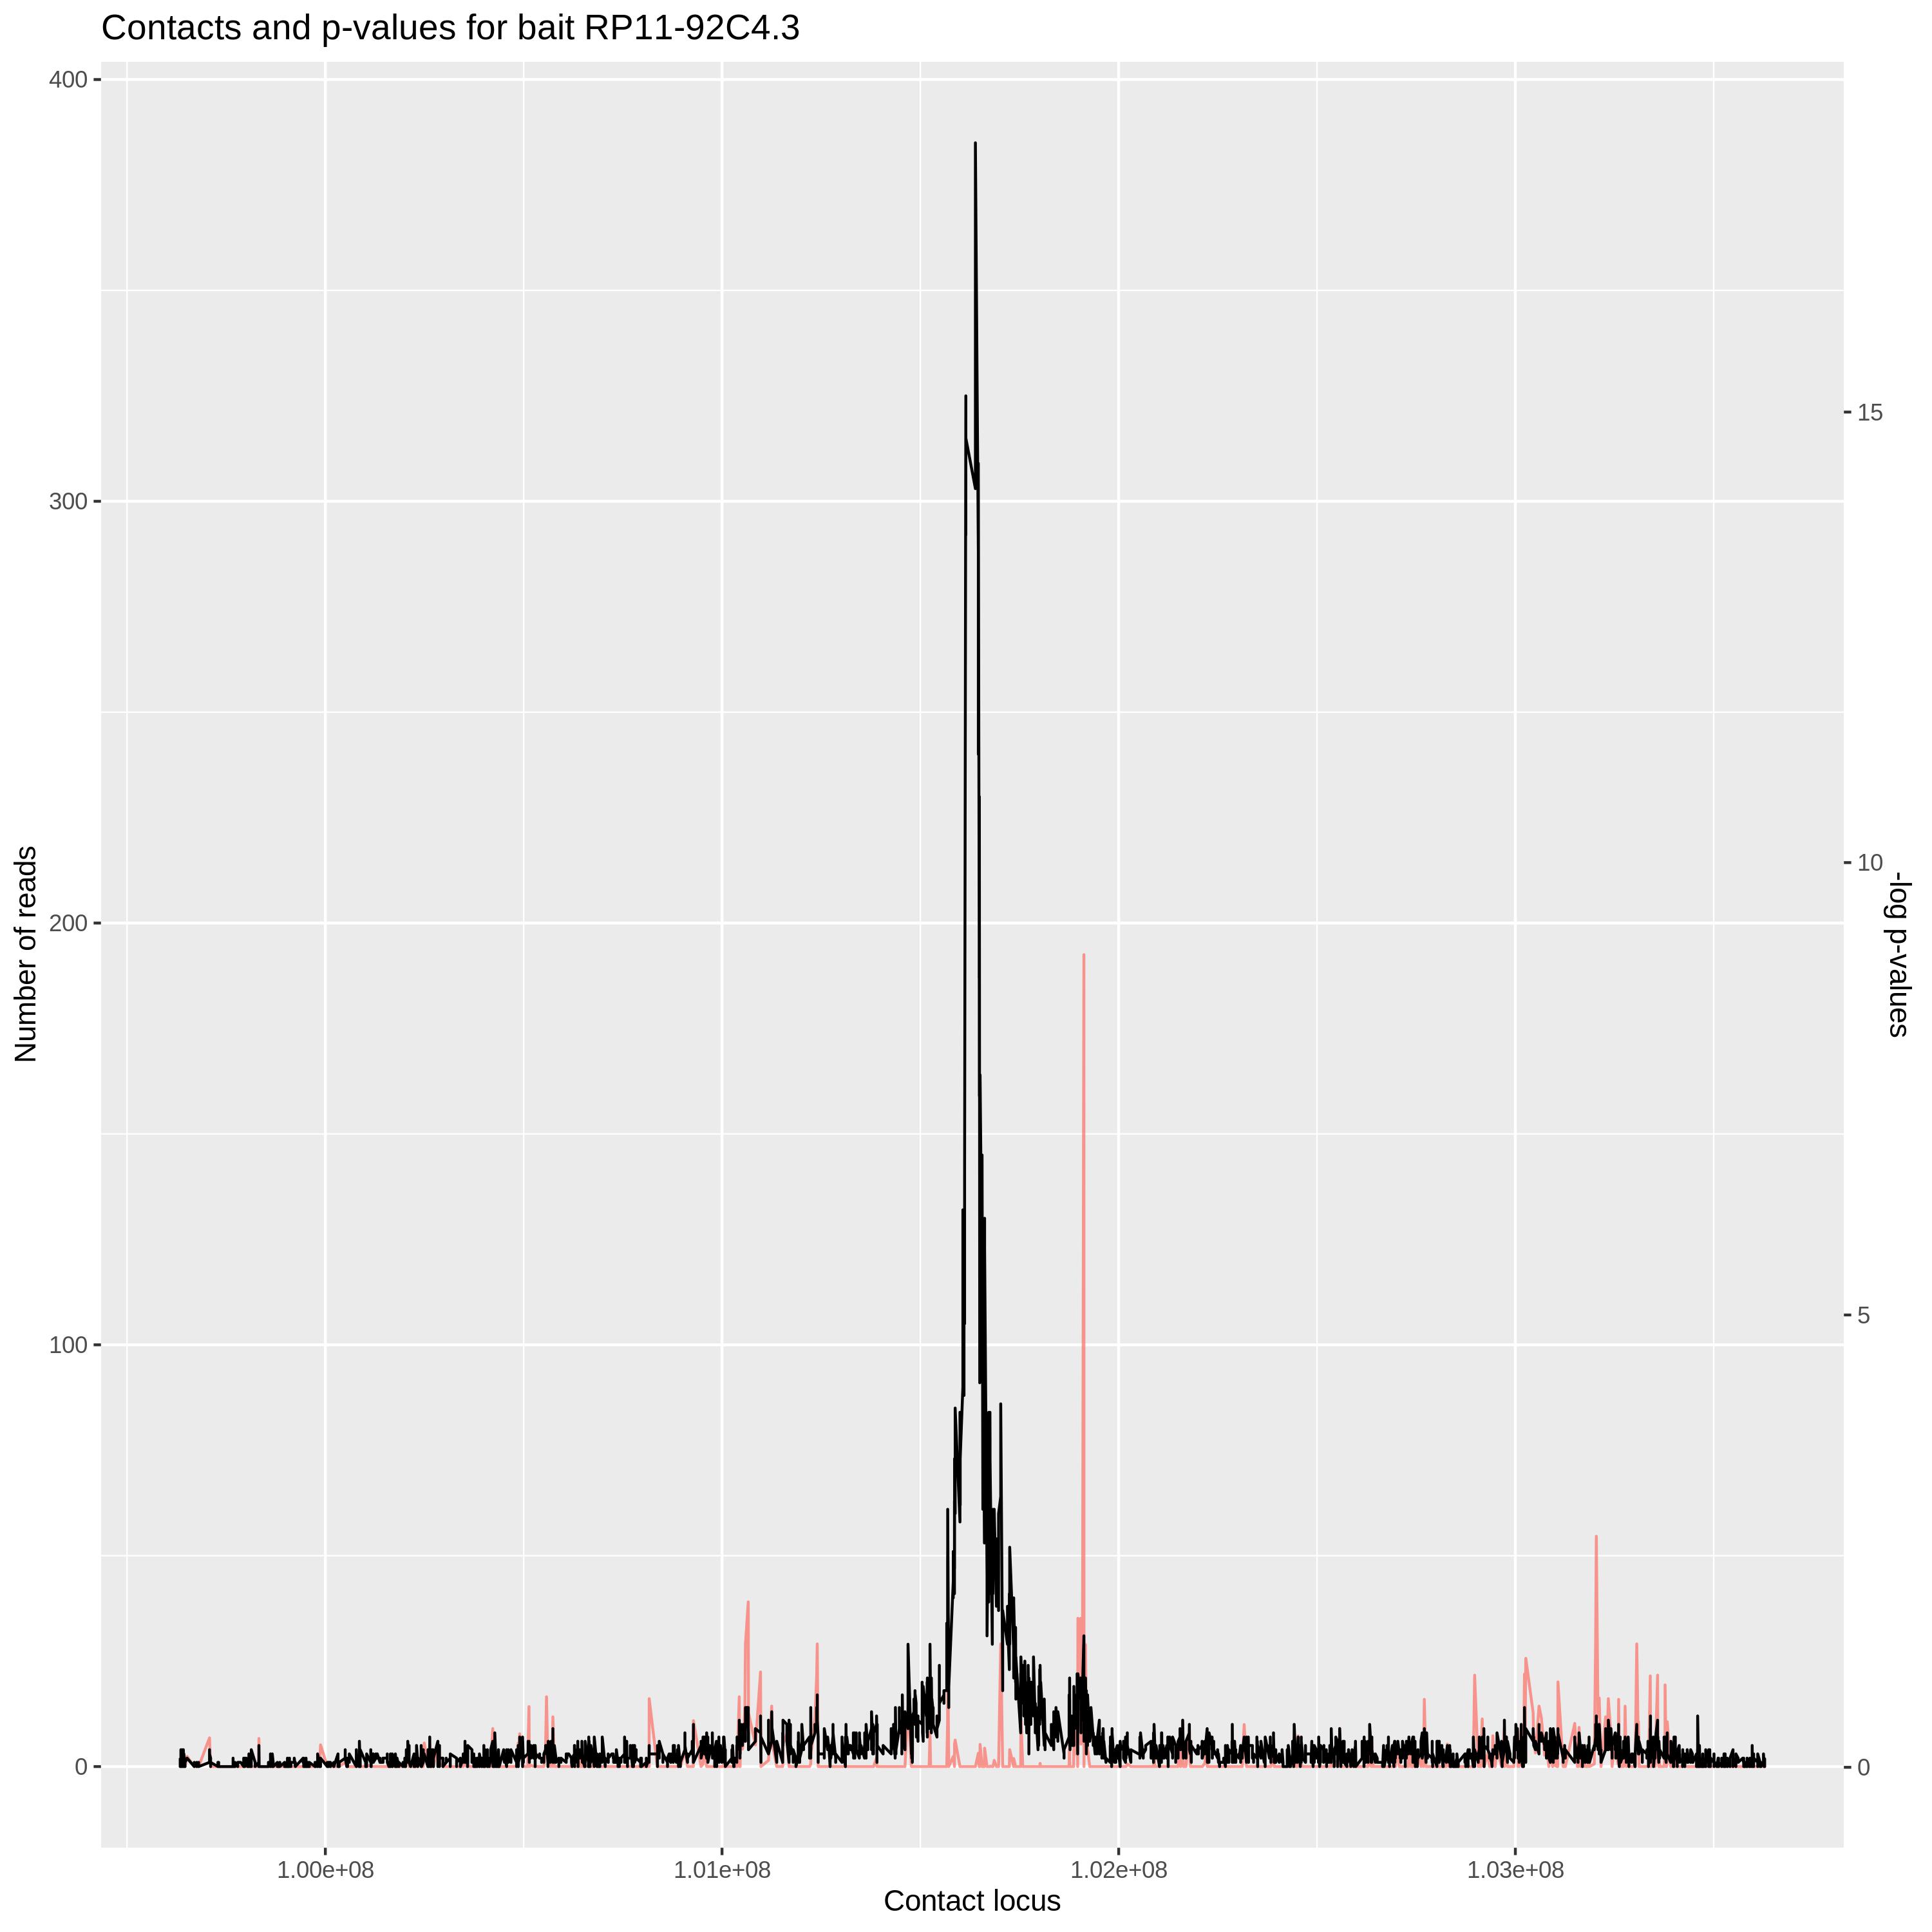 Contacts and p-values for bait RP11-92C4.3
400
300
200
100
0
Number of reads
15
10
5
0
-log p-values
1.00e+08
1.01e+08
1.02e+08
1.03e+08
Contact locus